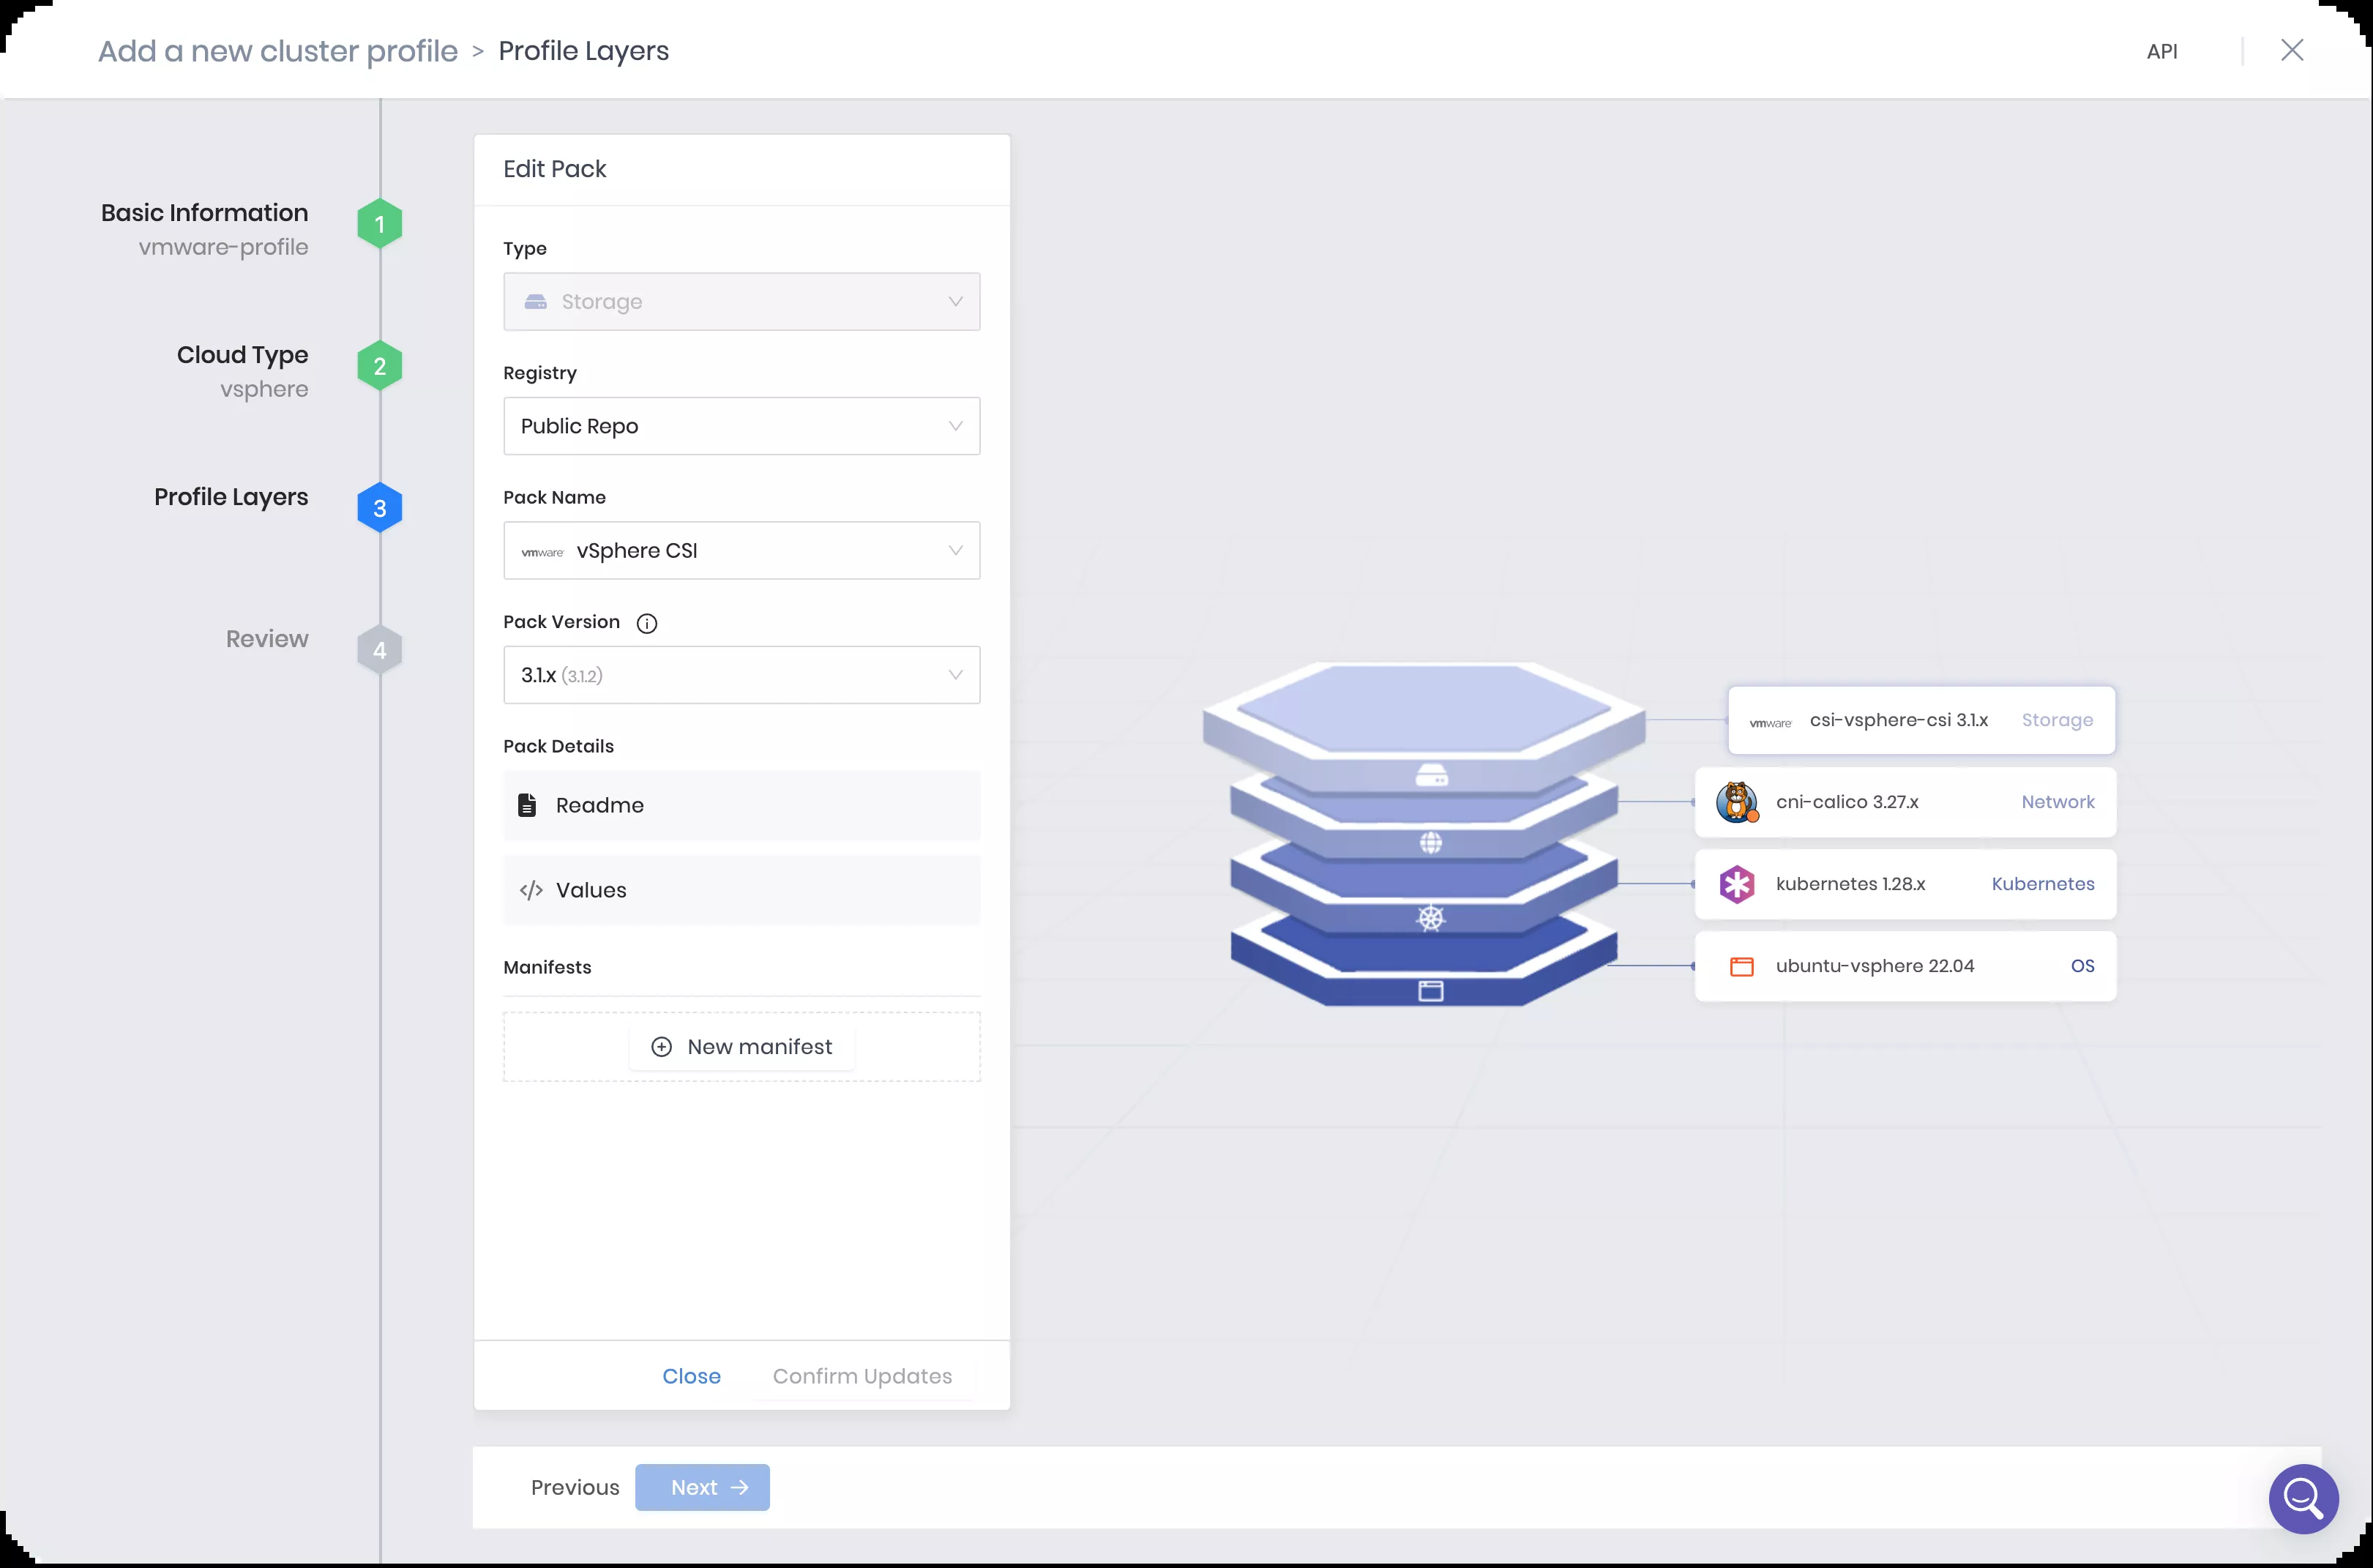 Add a new cluster profile > Profile Layers
API
Basic Information
vmware-profile
1
Cloud Type
vsphere
2
Profile Layers
3
Review
4
Edit Pack
Type
Storage
Registry
Public Repo
Pack Name
vmware vSphere CSI
Pack Version
3.1.x (3.1.2)
Pack Details
Readme
</> Values
Manifests
New manifest
Close Confirm Updates
vmware csi-vsphere-csi 3.1.x Storage
cni-calico 3.27.x Network
kubernetes 1.28.x Kubernetes
ubuntu-vsphere 22.04 OS
Previous Next →